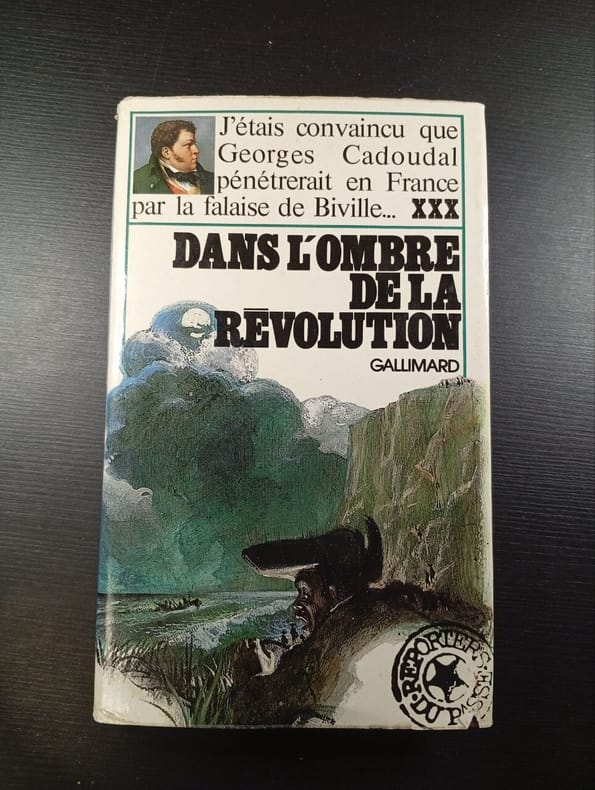 J'étais convaincu que
Georges Cadoudal
pénétrerait en France
par la falaise de Biville... XXX
DANS L'OMBRE
DE LA
RÉVOLUTION
GALLIMARD
REPORTERS
DU